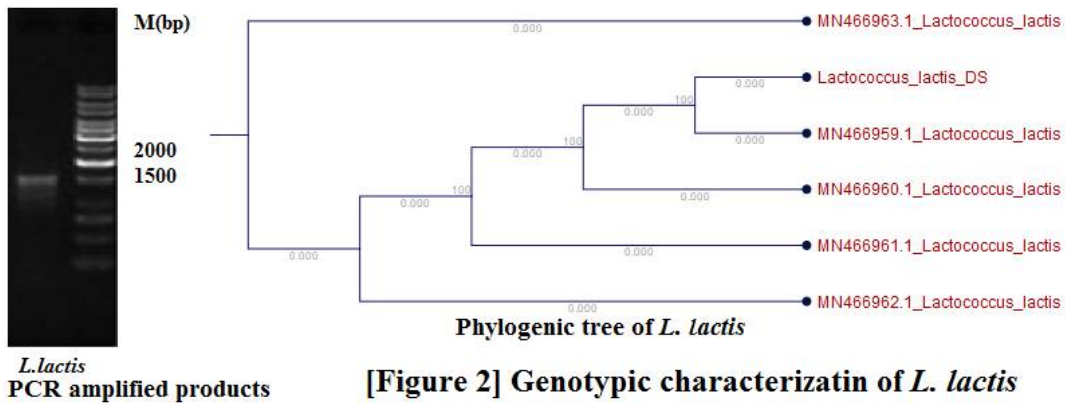 M(bp)
2000
1500
L.lactis
PCR amplified products
0.000
MN466963.1_Lactococcus_lactis
0.000
Lactococcus_lactis_DS
100
0.000
0.000
MN466959.1_Lactococcus_lactis
100
0.000
0.000
MN466960.1_Lactococcus_lactis
100
0.000
0.000
MN466961.1_Lactococcus_lactis
0.000
0.000
MN466962.1_Lactococcus_lactis
Phylogenic tree of L. lactis
[Figure 2] Genotypic characterizatin of L. lactis